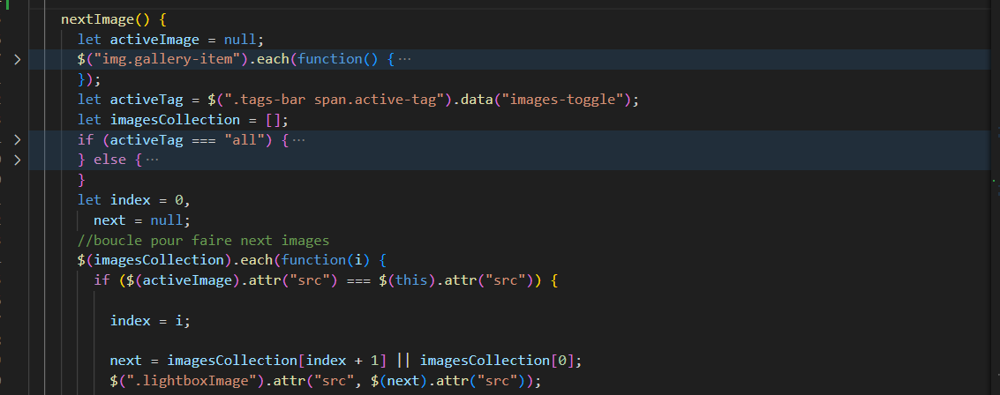 nextImage() {
let activeImage = null;
$("img.gallery-item").each(function() {···
});
let activeTag = $(".tags-bar span.active-tag").data("images-toggle");
let imagesCollection = [];
if (activeTag === "all") {···
} else {···
}
let index = 0,
next = null;
//boucle pour faire next images
$(imagesCollection).each(function(i) {
if ($(activeImage).attr("src") === $(this).attr("src")) {
index = i;
next = imagesCollection[index + 1] || imagesCollection[0];
$(".lightboxImage").attr("src", $(next).attr("src"));